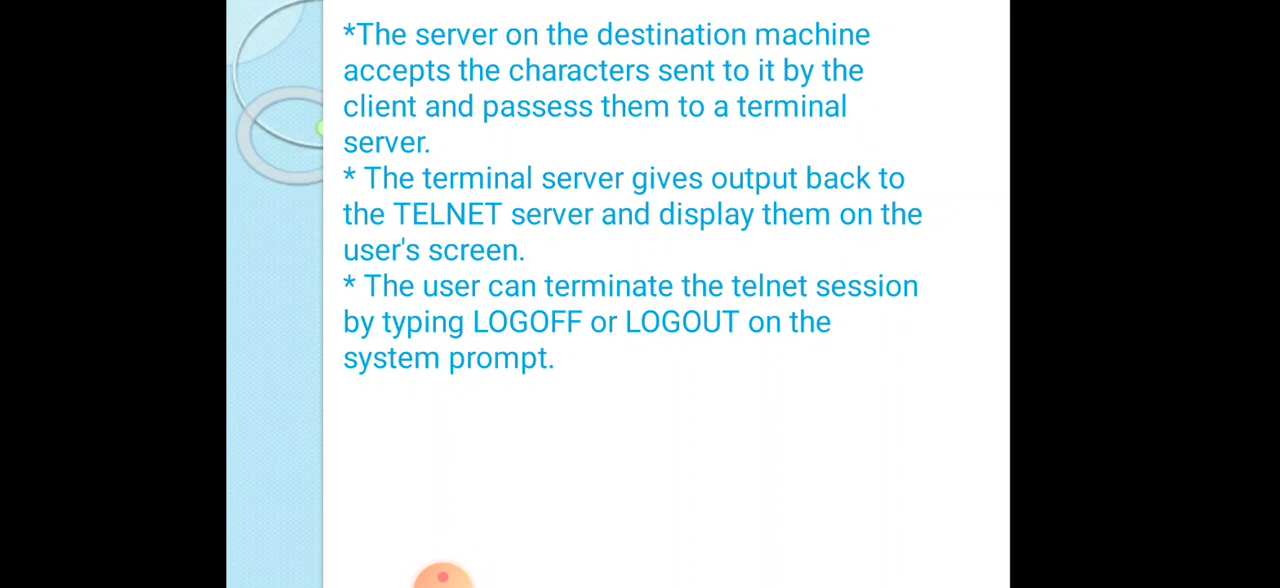 *The server on the destination machine
accepts the characters sent to it by the
client and passess them to a terminal
server.
* The terminal server gives output back to
the TELNET server and display them on the
user's screen.
* The user can terminate the telnet session
by typing LOGOFF or LOGOUT on the
system prompt.